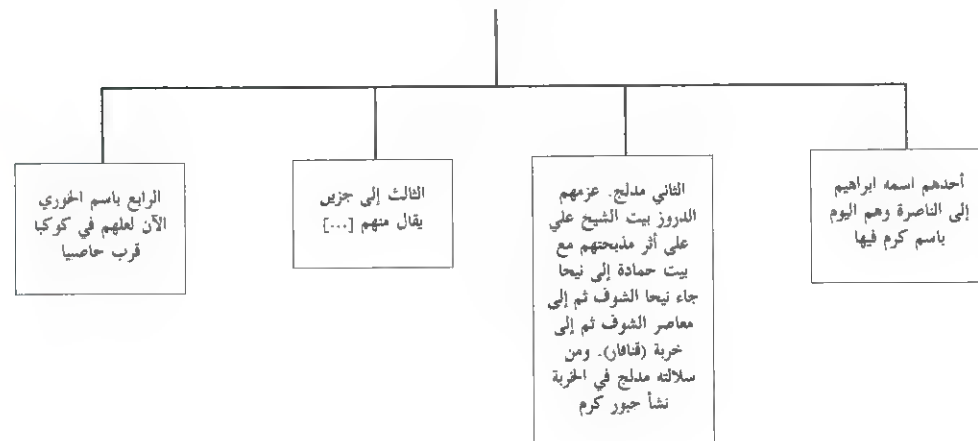 أحدهم اسمه ابراهيم
إلى الناصرة وهم اليوم
باسم كرم فيها
الثاني مدلج. عزمهم
الدروز بيت الشيخ علي
على أثر مذبحتهم مع
بيت حمادة إلى نيحا
جاء نيحا الشوف ثم إلى
معاصر الشوف ثم إلى
خربة (قنافار). ومن
سلالته مدلج في الخربة
نشأ جبور كرم
الثالث إلى جزين
يقال منهم [...]
الرابع باسم الخوري
الآن لعلهم في كوكبا
قرب حاصبيا